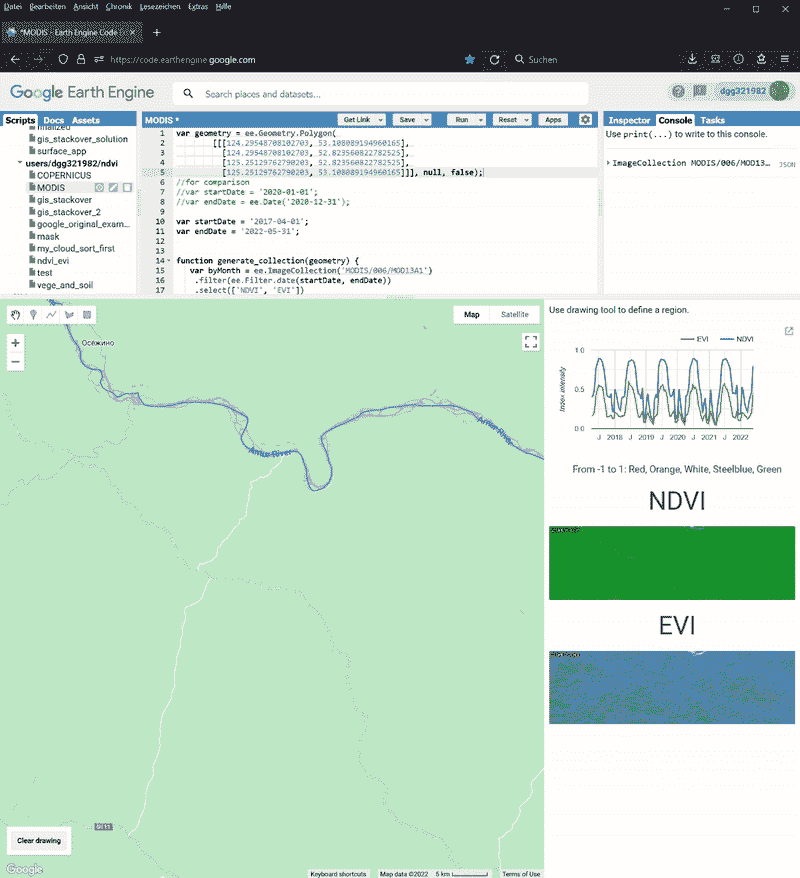 Datei Bearbeiten Ansicht Chronik Lesezeichen Extras Hilfe
*MODIS - Earth Engine Code
https://code.earthengine.google.com
Suchen
Google Earth Engine
Search places and datasets...
dgg321982
Scripts Docs Assets
finalized
gis_stackover_solution
surface_app
users/dgg321982/ndvi
COPERNICUS
MODIS
gis_stackover
gis_stackover_2
google_original_exam...
mask
my_cloud_sort_first
ndvi_evi
test
vege_and_soil
MODIS *
Get Link Save Run Reset Apps
1 var geometry = ee.Geometry.Polygon(
2 [[[124.29548708102703, 53.108089194960165],
3 [124.29548708102703, 52.823560822782525],
4 [125.25129762790203, 52.823560822782525],
5 [125.25129762790203, 53.108089194960165]]], null, false);
6 //for comparison
7 //var startDate = '2020-01-01';
8 //var endDate = ee.Date('2020-12-31');
9
10 var startDate = '2017-04-01';
11 var endDate = '2022-05-31';
12
13
14 function generate_collection(geometry) {
15 var byMonth = ee.ImageCollection('MODIS/006/MOD13A1')
16 .filter(ee.Filter.date(startDate, endDate))
17 .select(['NDVI', 'EVI'])
Inspector Console Tasks
Use print(...) to write to this console.
ImageCollection MODIS/006/MOD13...
JSON
Map Satellite
Осежино
Amur River
Amur River
Clear drawing
Google
Keyboard shortcuts Map data ©2022 5 km Terms of Use
Use drawing tool to define a region.
EVI NDVI
Index intensity
1.0
0.5
0.0
J 2018 J 2019 J 2020 J 2021 J 2022
From -1 to 1: Red, Orange, White, Steelblue, Green
NDVI
EVI